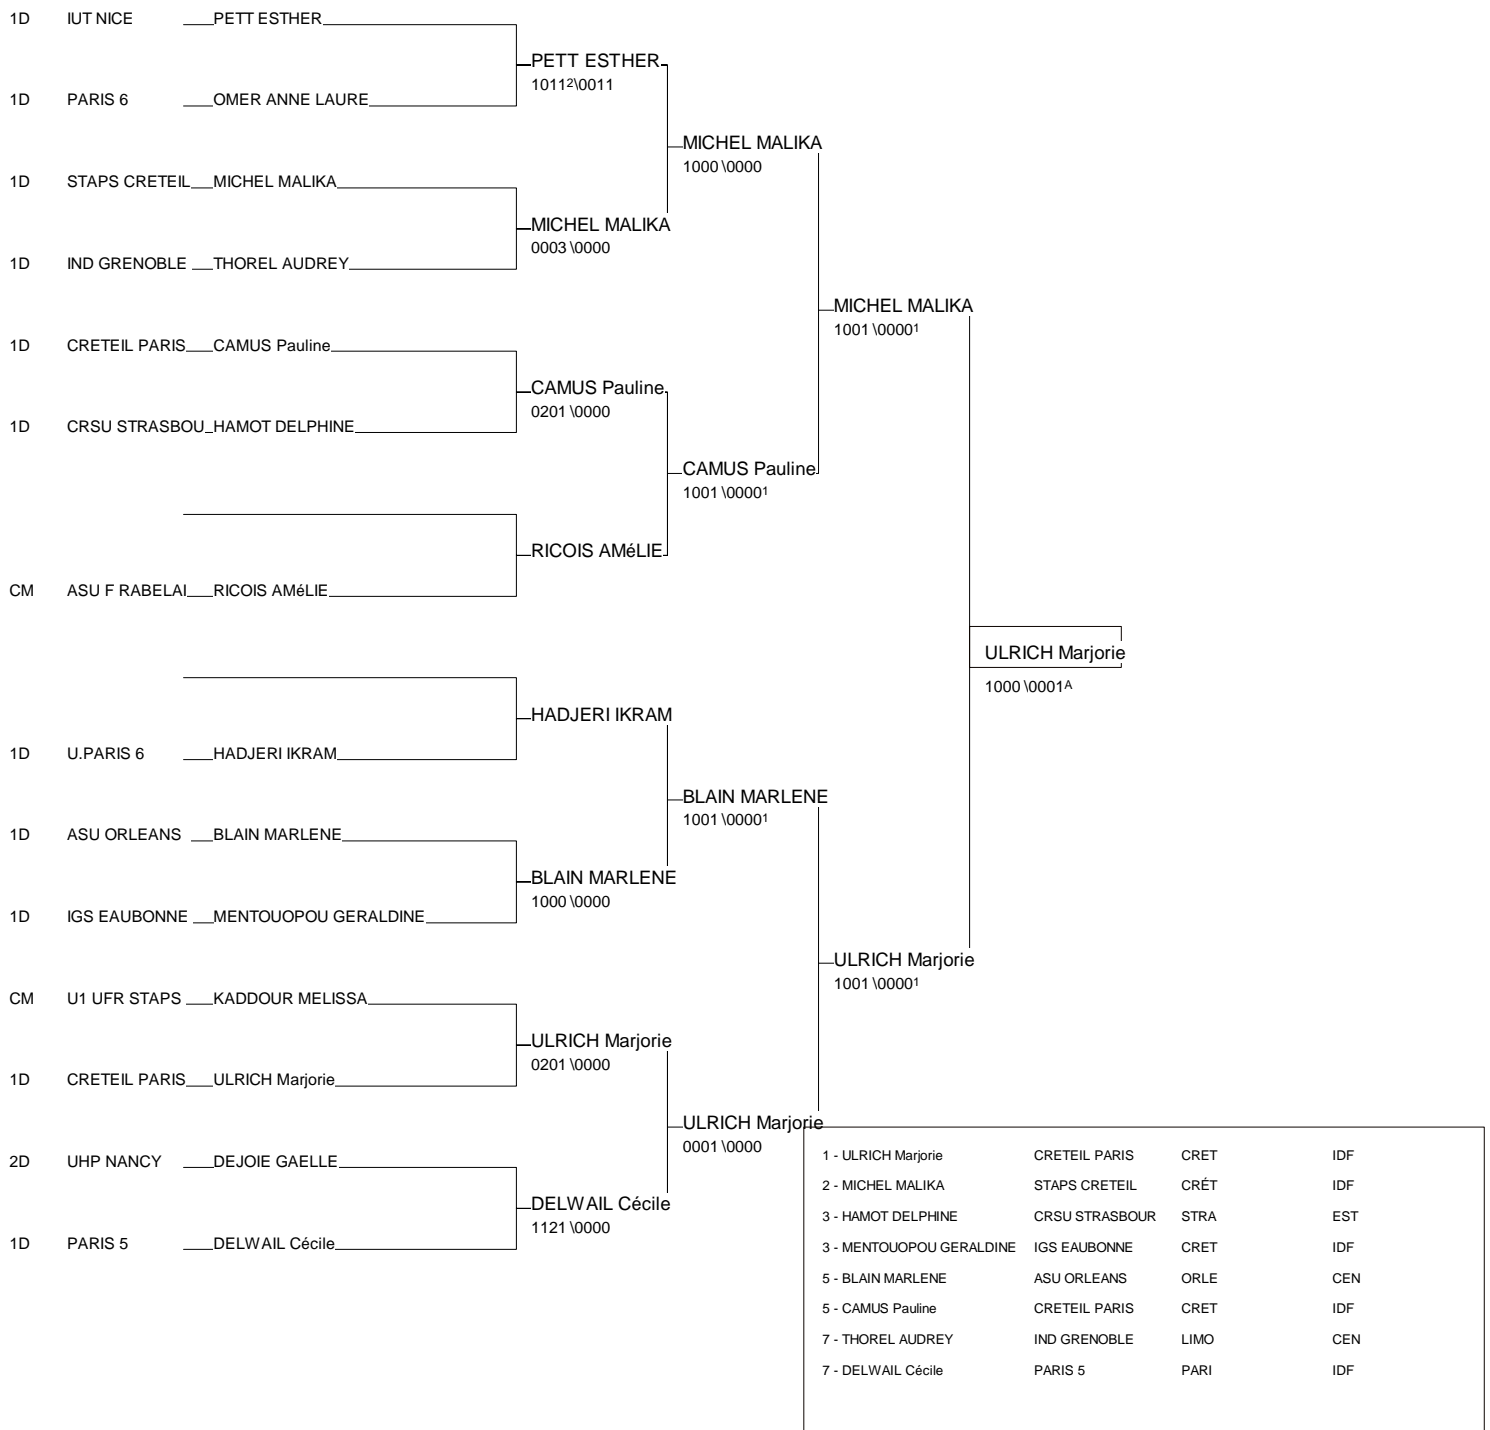 1D IUT NICE PETT ESTHER
PETT ESTHER
1011²\0011
1D PARIS 6 OMER ANNE LAURE
MICHEL MALIKA
1000\0000
1D STAPS CRETEIL MICHEL MALIKA
MICHEL MALIKA
0003\0000
1D IND GRENOBLE THOREL AUDREY
MICHEL MALIKA
1001\0000¹
1D CRETEIL PARIS CAMUS Pauline
CAMUS Pauline
0201\0000
1D CRSU STRASBOU HAMOT DELPHINE
CAMUS Pauline
1001\0000¹
RICOIS AMéLIE
CM ASU F RABELAI RICOIS AMéLIE
ULRICH Marjorie
1000\0001ᴬ
HADJERI IKRAM
1D U.PARIS 6 HADJERI IKRAM
BLAIN MARLENE
1001\0000¹
1D ASU ORLEANS BLAIN MARLENE
BLAIN MARLENE
1000\0000
1D IGS EAUBONNE MENTOUOPOU GERALDINE
ULRICH Marjorie
1001\0000¹
CM U1 UFR STAPS KADDOUR MELISSA
ULRICH Marjorie
0201\0000
1D CRETEIL PARIS ULRICH Marjorie
ULRICH Marjorie
0001\0000
2D UHP NANCY DEJOIE GAELLE
DELWAIL Cécile
1121\0000
1D PARIS 5 DELWAIL Cécile
1 - ULRICH Marjorie CRETEIL PARIS CRET IDF
2 - MICHEL MALIKA STAPS CRETEIL CRÉT IDF
3 - HAMOT DELPHINE CRSU STRASBOUR STRA EST
3 - MENTOUOPOU GERALDINE IGS EAUBONNE CRET IDF
5 - BLAIN MARLENE ASU ORLEANS ORLE CEN
5 - CAMUS Pauline CRETEIL PARIS CRET IDF
7 - THOREL AUDREY IND GRENOBLE LIMO CEN
7 - DELWAIL Cécile PARIS 5 PARI IDF